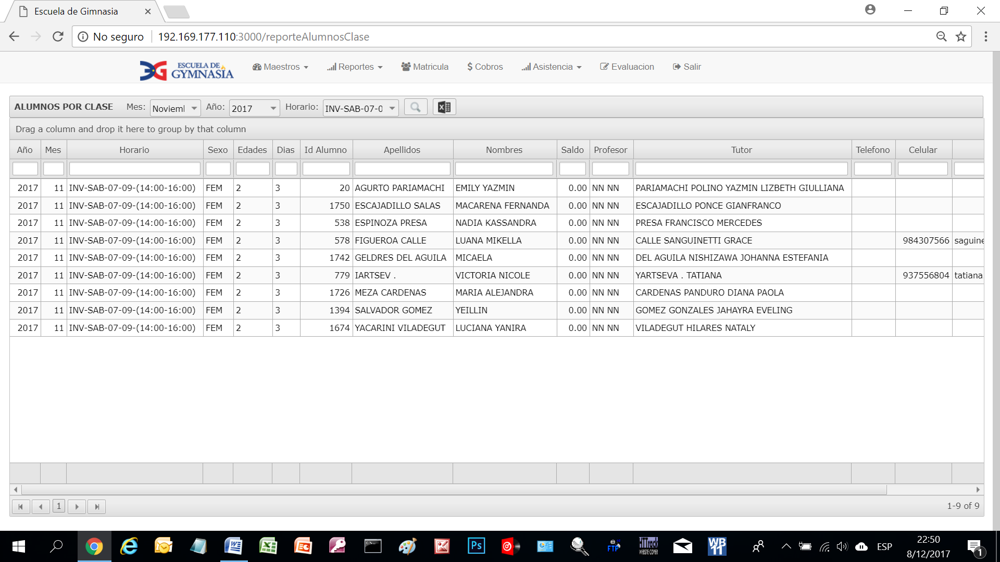 Escuela de Gimnasia
No seguro 192.169.177.110:3000/reporteAlumnosClase
ESCUELA DE GYMNASIA Maestros Reportes Matricula $ Cobros Asistencia Evaluacion Salir
ALUMNOS POR CLASE Mes: Noviem Año: 2017 Horario: INV-SAB-07-0
Drag a column and drop it here to group by that column
Año Mes Horario Sexo Edades Dias Id Alumno Apellidos Nombres Saldo Profesor Tutor Telefono Celular
2017 11 INV-SAB-07-09-(14:00-16:00) FEM 2 3 20 AGURTO PARIAMACHI EMILY YAZMIN 0.00 NN NN PARIAMACHI POLINO YAZMIN LIZBETH GIULLIANA
2017 11 INV-SAB-07-09-(14:00-16:00) FEM 2 3 1750 ESCAJADILLO SALAS MACARENA FERNANDA 0.00 NN NN ESCAJADILLO PONCE GIANFRANCO
2017 11 INV-SAB-07-09-(14:00-16:00) FEM 2 3 538 ESPINOZA PRESA NADIA KASSANDRA 0.00 NN NN PRESA FRANCISCO MERCEDES
2017 11 INV-SAB-07-09-(14:00-16:00) FEM 2 3 578 FIGUEROA CALLE LUANA MIKELLA 0.00 NN NN CALLE SANGUINETTI GRACE 984307566 saguine
2017 11 INV-SAB-07-09-(14:00-16:00) FEM 2 3 1742 GELDRES DEL AGUILA MICAELA 0.00 NN NN DEL AGUILA NISHIZAWA JOHANNA ESTEFANIA
2017 11 INV-SAB-07-09-(14:00-16:00) FEM 2 3 779 IARTSEV . VICTORIA NICOLE 0.00 NN NN YARTSEVA . TATIANA 937556804 tatiana
2017 11 INV-SAB-07-09-(14:00-16:00) FEM 2 3 1726 MEZA CARDENAS MARIA ALEJANDRA 0.00 NN NN CARDENAS PANDURO DIANA PAOLA
2017 11 INV-SAB-07-09-(14:00-16:00) FEM 2 3 1394 SALVADOR GOMEZ YEILLIN 0.00 NN NN GOMEZ GONZALES JAHAYRA EVELING
2017 11 INV-SAB-07-09-(14:00-16:00) FEM 2 3 1674 YACARINI VILADEGUT LUCIANA YANIRA 0.00 NN NN VILADEGUT HILARES NATALY
1 1-9 of 9
Ps FTP HTTrack WEBSITE COPIER WB 11 ESP 22:50
8/12/2017 1